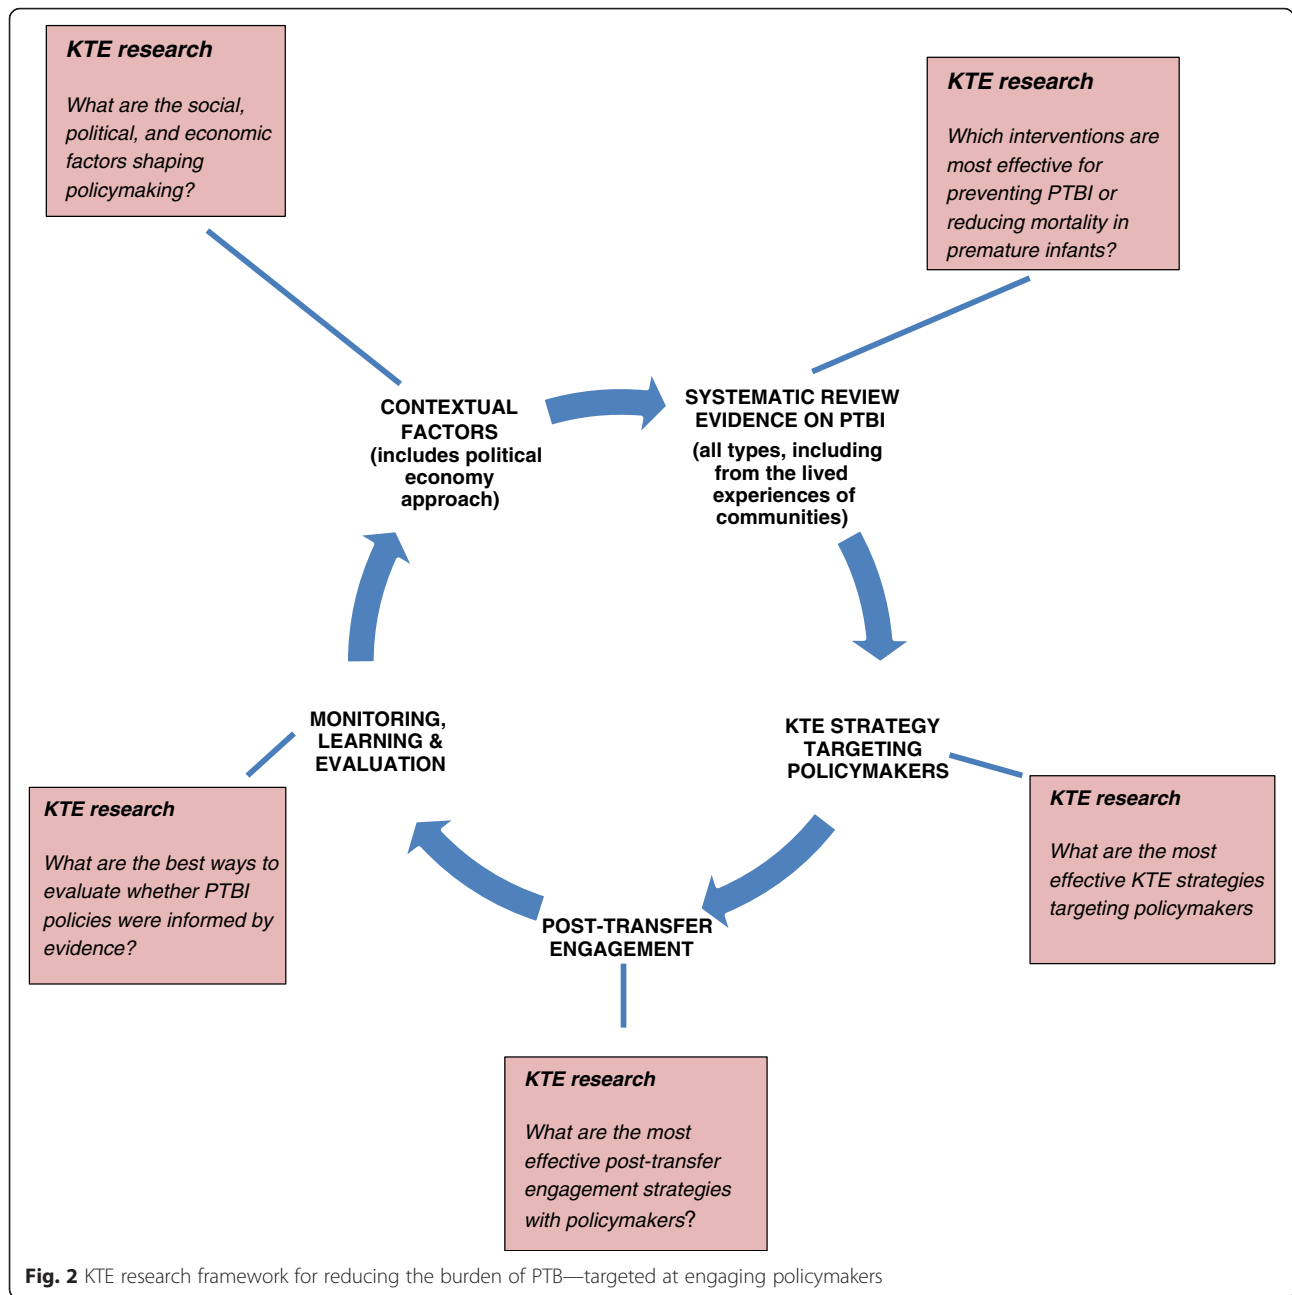 KTE research
What are the social,
political, and economic
factors shaping
policymaking?
KTE research
Which interventions are
most effective for
preventing PTBI or
reducing mortality in
premature infants?
CONTEXTUAL
FACTORS
(includes political
economy
approach)
SYSTEMATIC REVIEW
EVIDENCE ON PTBI
(all types, including
from the lived
experiences of
communities)
MONITORING,
LEARNING &
EVALUATION
KTE STRATEGY
TARGETING
POLICYMAKERS
KTE research
What are the best ways to
evaluate whether PTBI
policies were informed by
evidence?
KTE research
What are the most
effective KTE strategies
targeting policymakers
POST-TRANSFER
ENGAGEMENT
KTE research
What are the most
effective post-transfer
engagement strategies
with policymakers?
Fig. 2 KTE research framework for reducing the burden of PTB—targeted at engaging policymakers